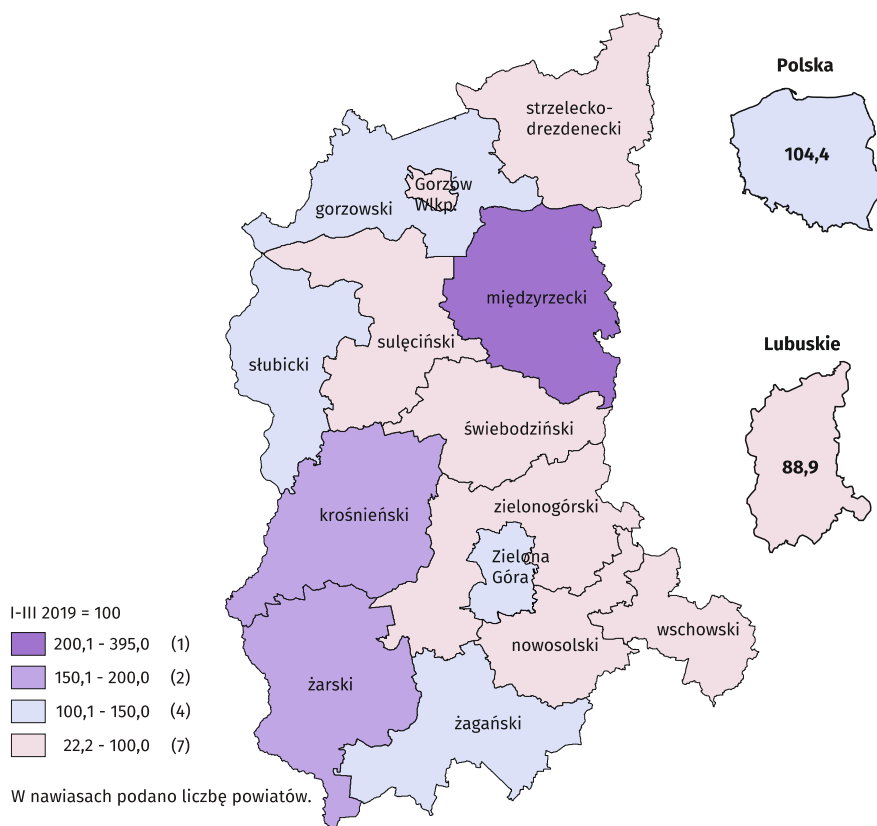 Polska
104,4
strzelecko-
drezdenecki
Gorzów
Wlkp.
gorzowski
międzyrzecki
sulęciński
słubicki
Lubuskie
88,9
świebodziński
zielonogórski
krośnieński
Zielona
Góra
nowosolski
wschowski
żarski
żagański
I-III 2019 = 100
200,1 - 395,0 (1)
150,1 - 200,0 (2)
100,1 - 150,0 (4)
22,2 - 100,0 (7)
W nawiasach podano liczbę powiatów.